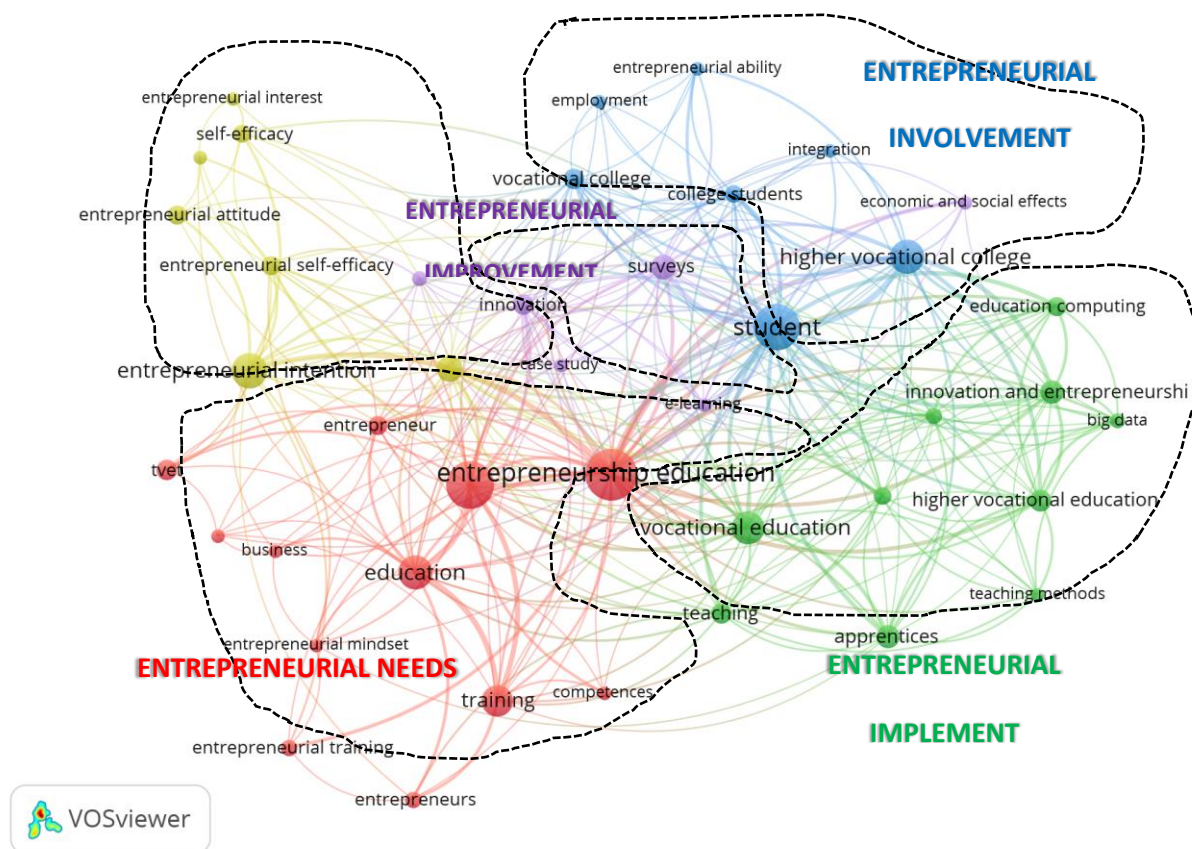 entrepreneurial ability
ENTREPRENEURIAL
entrepreneurial interest
employment
self-efficacy
INVOLVEMENT
integration
vocational college
college students
economic and social effects
entrepreneurial attitude
ENTREPRENEURIAL
entrepreneurial self-efficacy
IMPROVEMENT
surveys
higher vocational college
innovation
education computing
student
entrepreneurial intention
case study
innovation and entrepreneurshi
e-learning
big data
entrepreneur
tvet
entrepreneurship education
higher vocational education
vocational education
business
education
teaching methods
teaching
apprentices
entrepreneurial mindset
ENTREPRENEURIAL NEEDS
ENTREPRENEURIAL
competences
training
IMPLEMENT
entrepreneurial training
entrepreneurs
VOSviewer